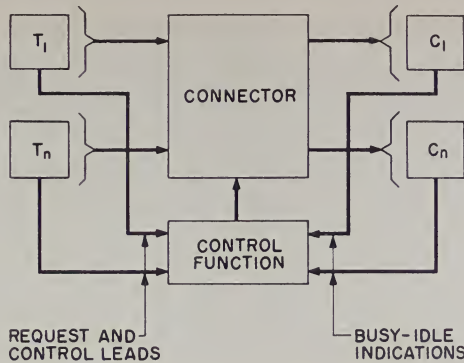 T1
C1
CONNECTOR
Tn
Cn
CONTROL
FUNCTION
REQUEST AND
CONTROL LEADS
BUSY-IDLE
INDICATIONS